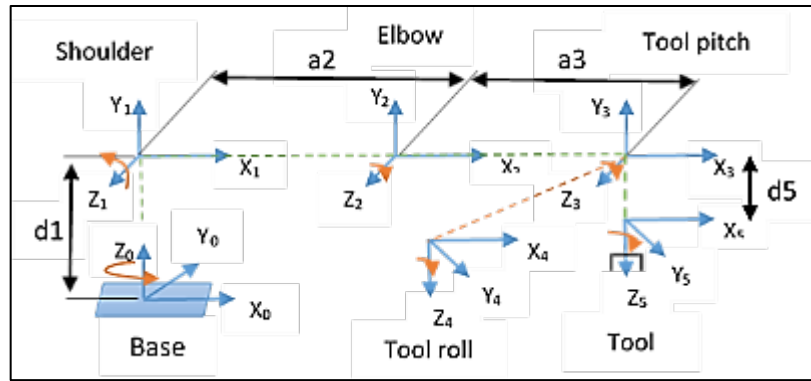 Shoulder
Elbow
Tool pitch
a2
a3
Y1
Y2
Y3
X1
X3
Z1
Z2
Z3
d1
d5
Z0
Y0
X0
X4
Y4
Z4
Y5
Z5
Base
Tool roll
Tool